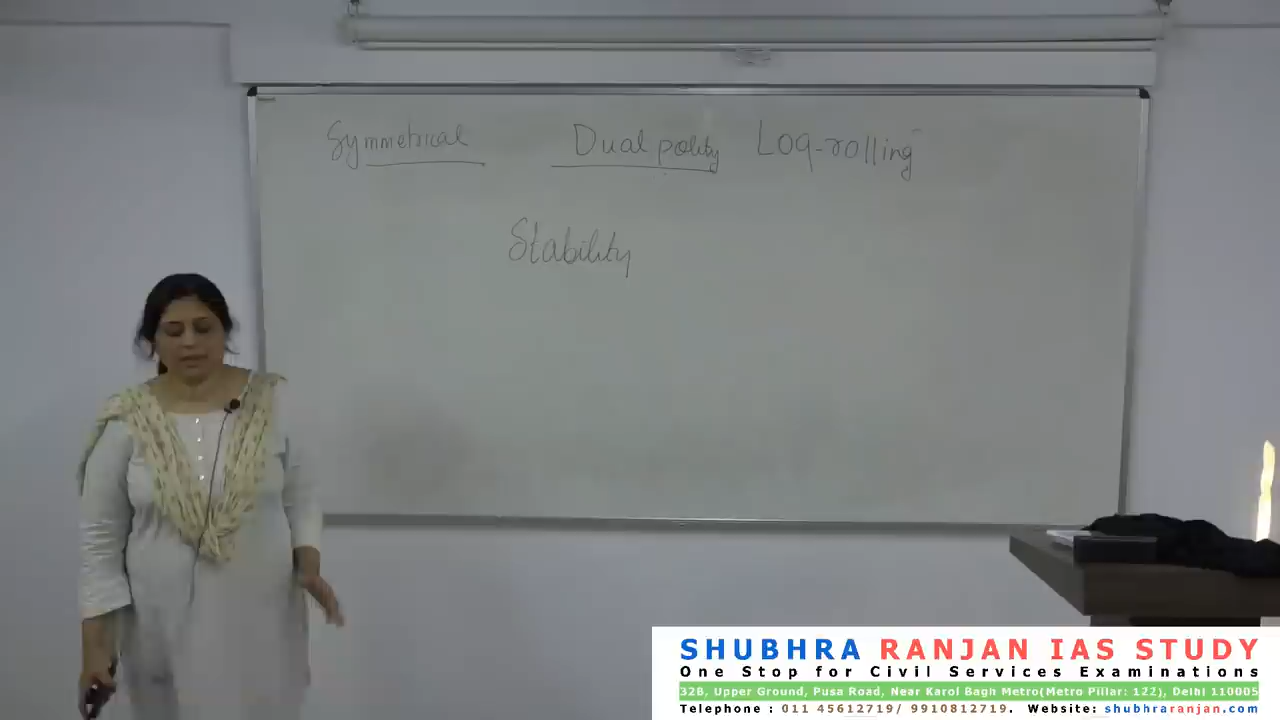 Symmetrical Dual polity Log-rolling
Stability
SHUBHRA RANJAN IAS STUDY
One Stop for Civil Services Examinations
32B, Upper Ground, Pusa Road, Near Karol Bagh Metro(Metro Pillar: 122), Delhi 110005
Telephone : 011 45612719/ 9910812719. Website: shubhraranjan.com